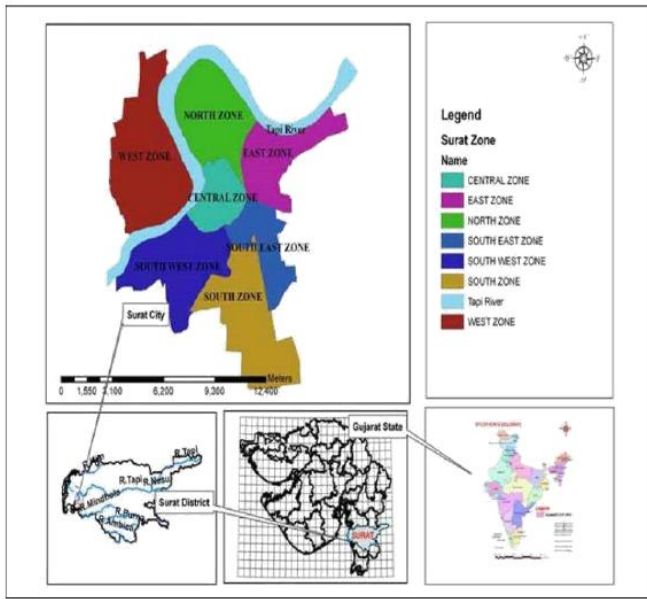 NORTH ZONE
Tapi River
WEST ZONE
EAST ZONE
CENTRAL ZONE
SOUTH EAST ZONE
SOUTH WEST ZONE
SOUTH ZONE
Surat City
Meters
0 1,550 3,100 6,200 9,300 12,400
Legend
Surat Zone
Name
CENTRAL ZONE
EAST ZONE
NORTH ZONE
SOUTH EAST ZONE
SOUTH WEST ZONE
SOUTH ZONE
Tapi River
WEST ZONE
R.Tapi
R.Tapi
R.Mindhola
Surat District
Gujarat State
SURAT